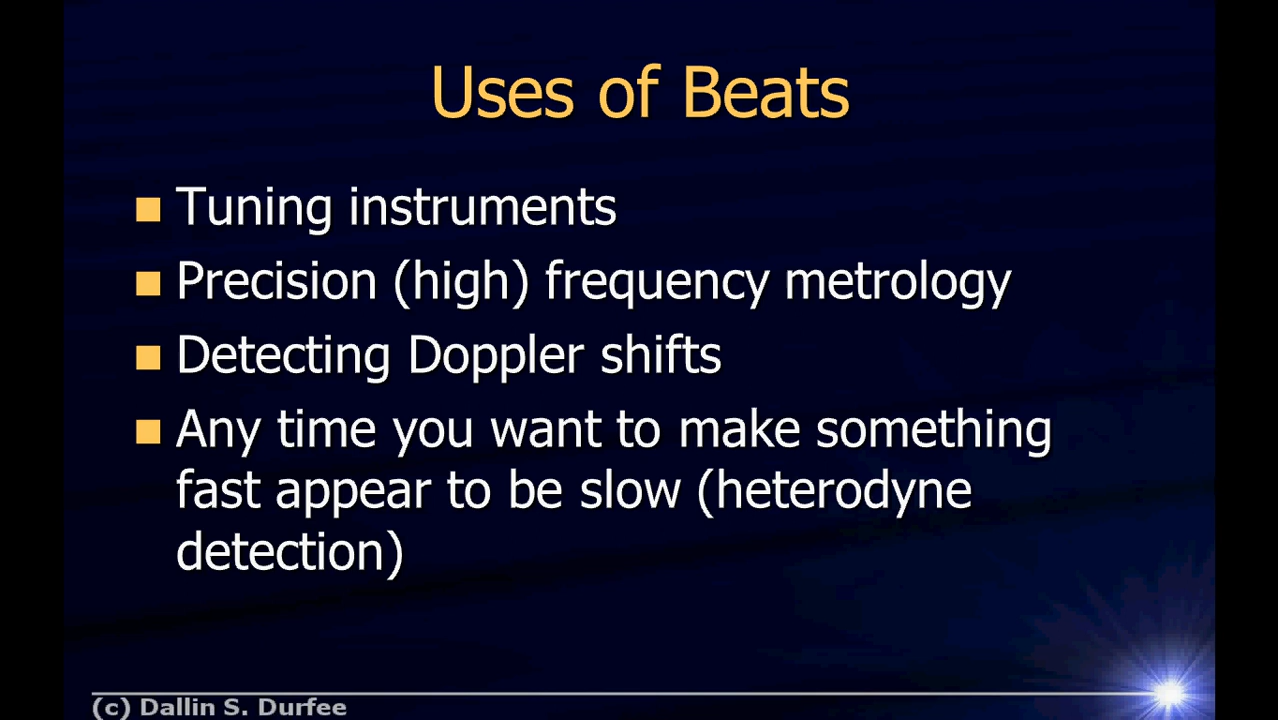 Uses of Beats
Tuning instruments
Precision (high) frequency metrology
Detecting Doppler shifts
Any time you want to make something
fast appear to be slow (heterodyne
detection)
(c) Dallin S. Durfee